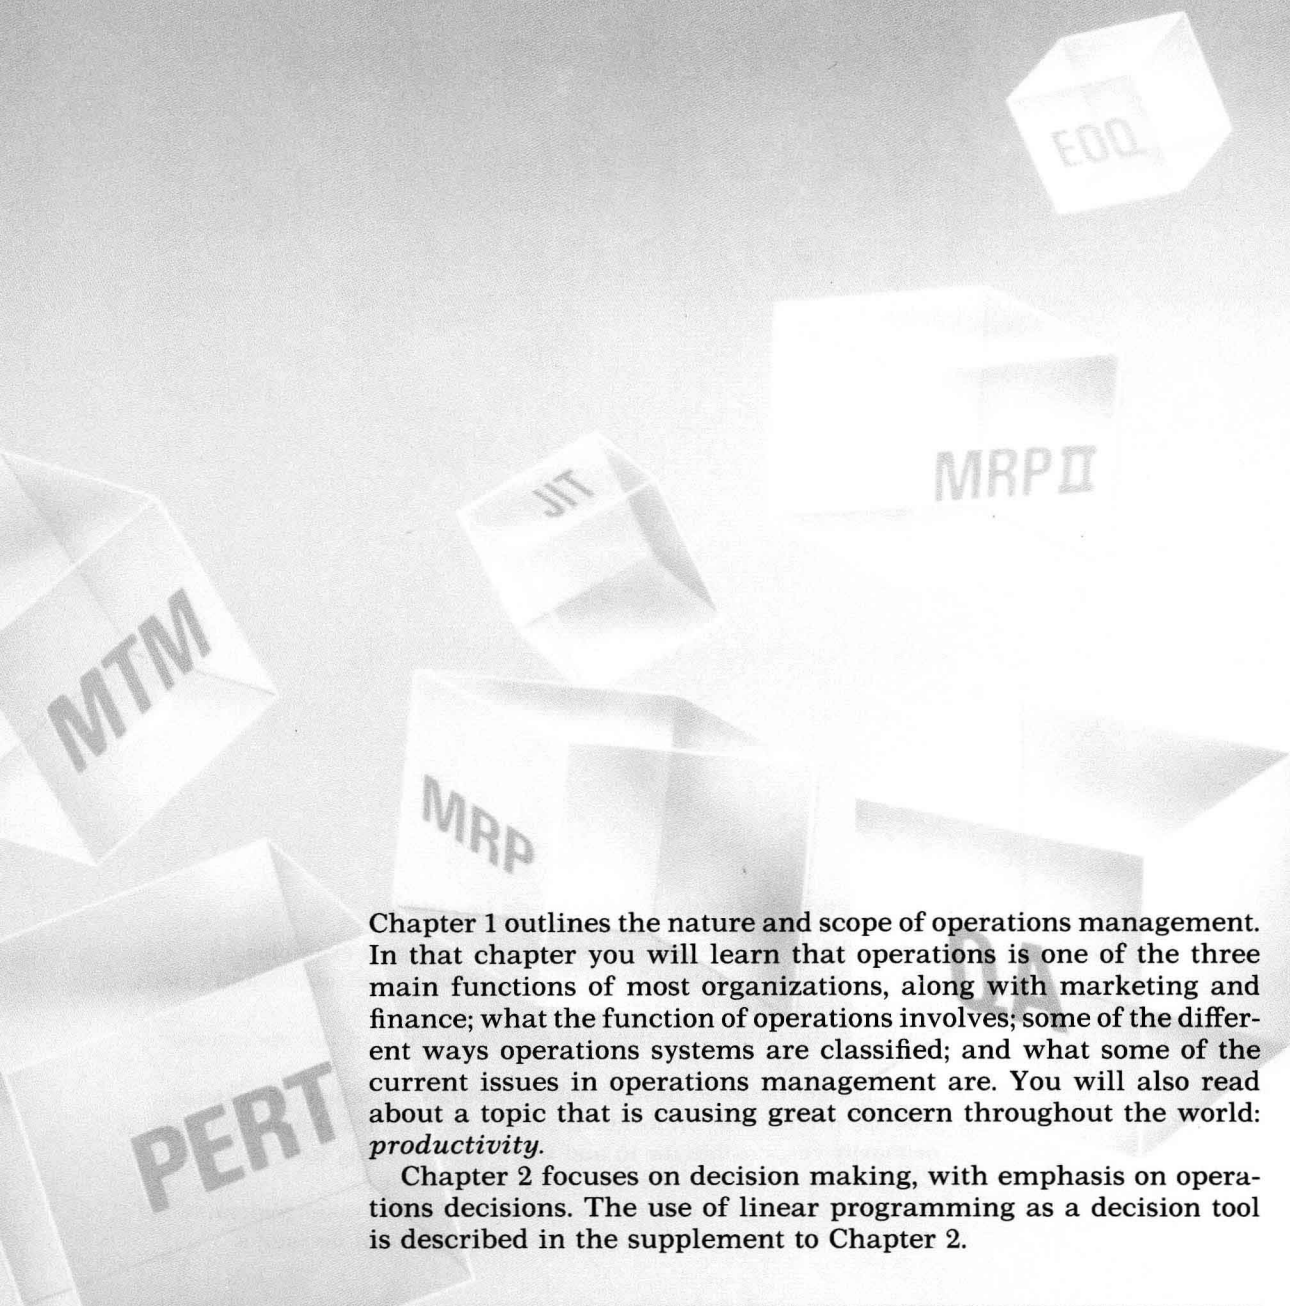 EOQ
MRPII
JIT
MTM
MRP
QA
PERT
Chapter 1 outlines the nature and scope of operations management.
In that chapter you will learn that operations is one of the three
main functions of most organizations, along with marketing and
finance; what the function of operations involves; some of the differ-
ent ways operations systems are classified; and what some of the
current issues in operations management are. You will also read
about a topic that is causing great concern throughout the world:
productivity.
Chapter 2 focuses on decision making, with emphasis on opera-
tions decisions. The use of linear programming as a decision tool
is described in the supplement to Chapter 2.